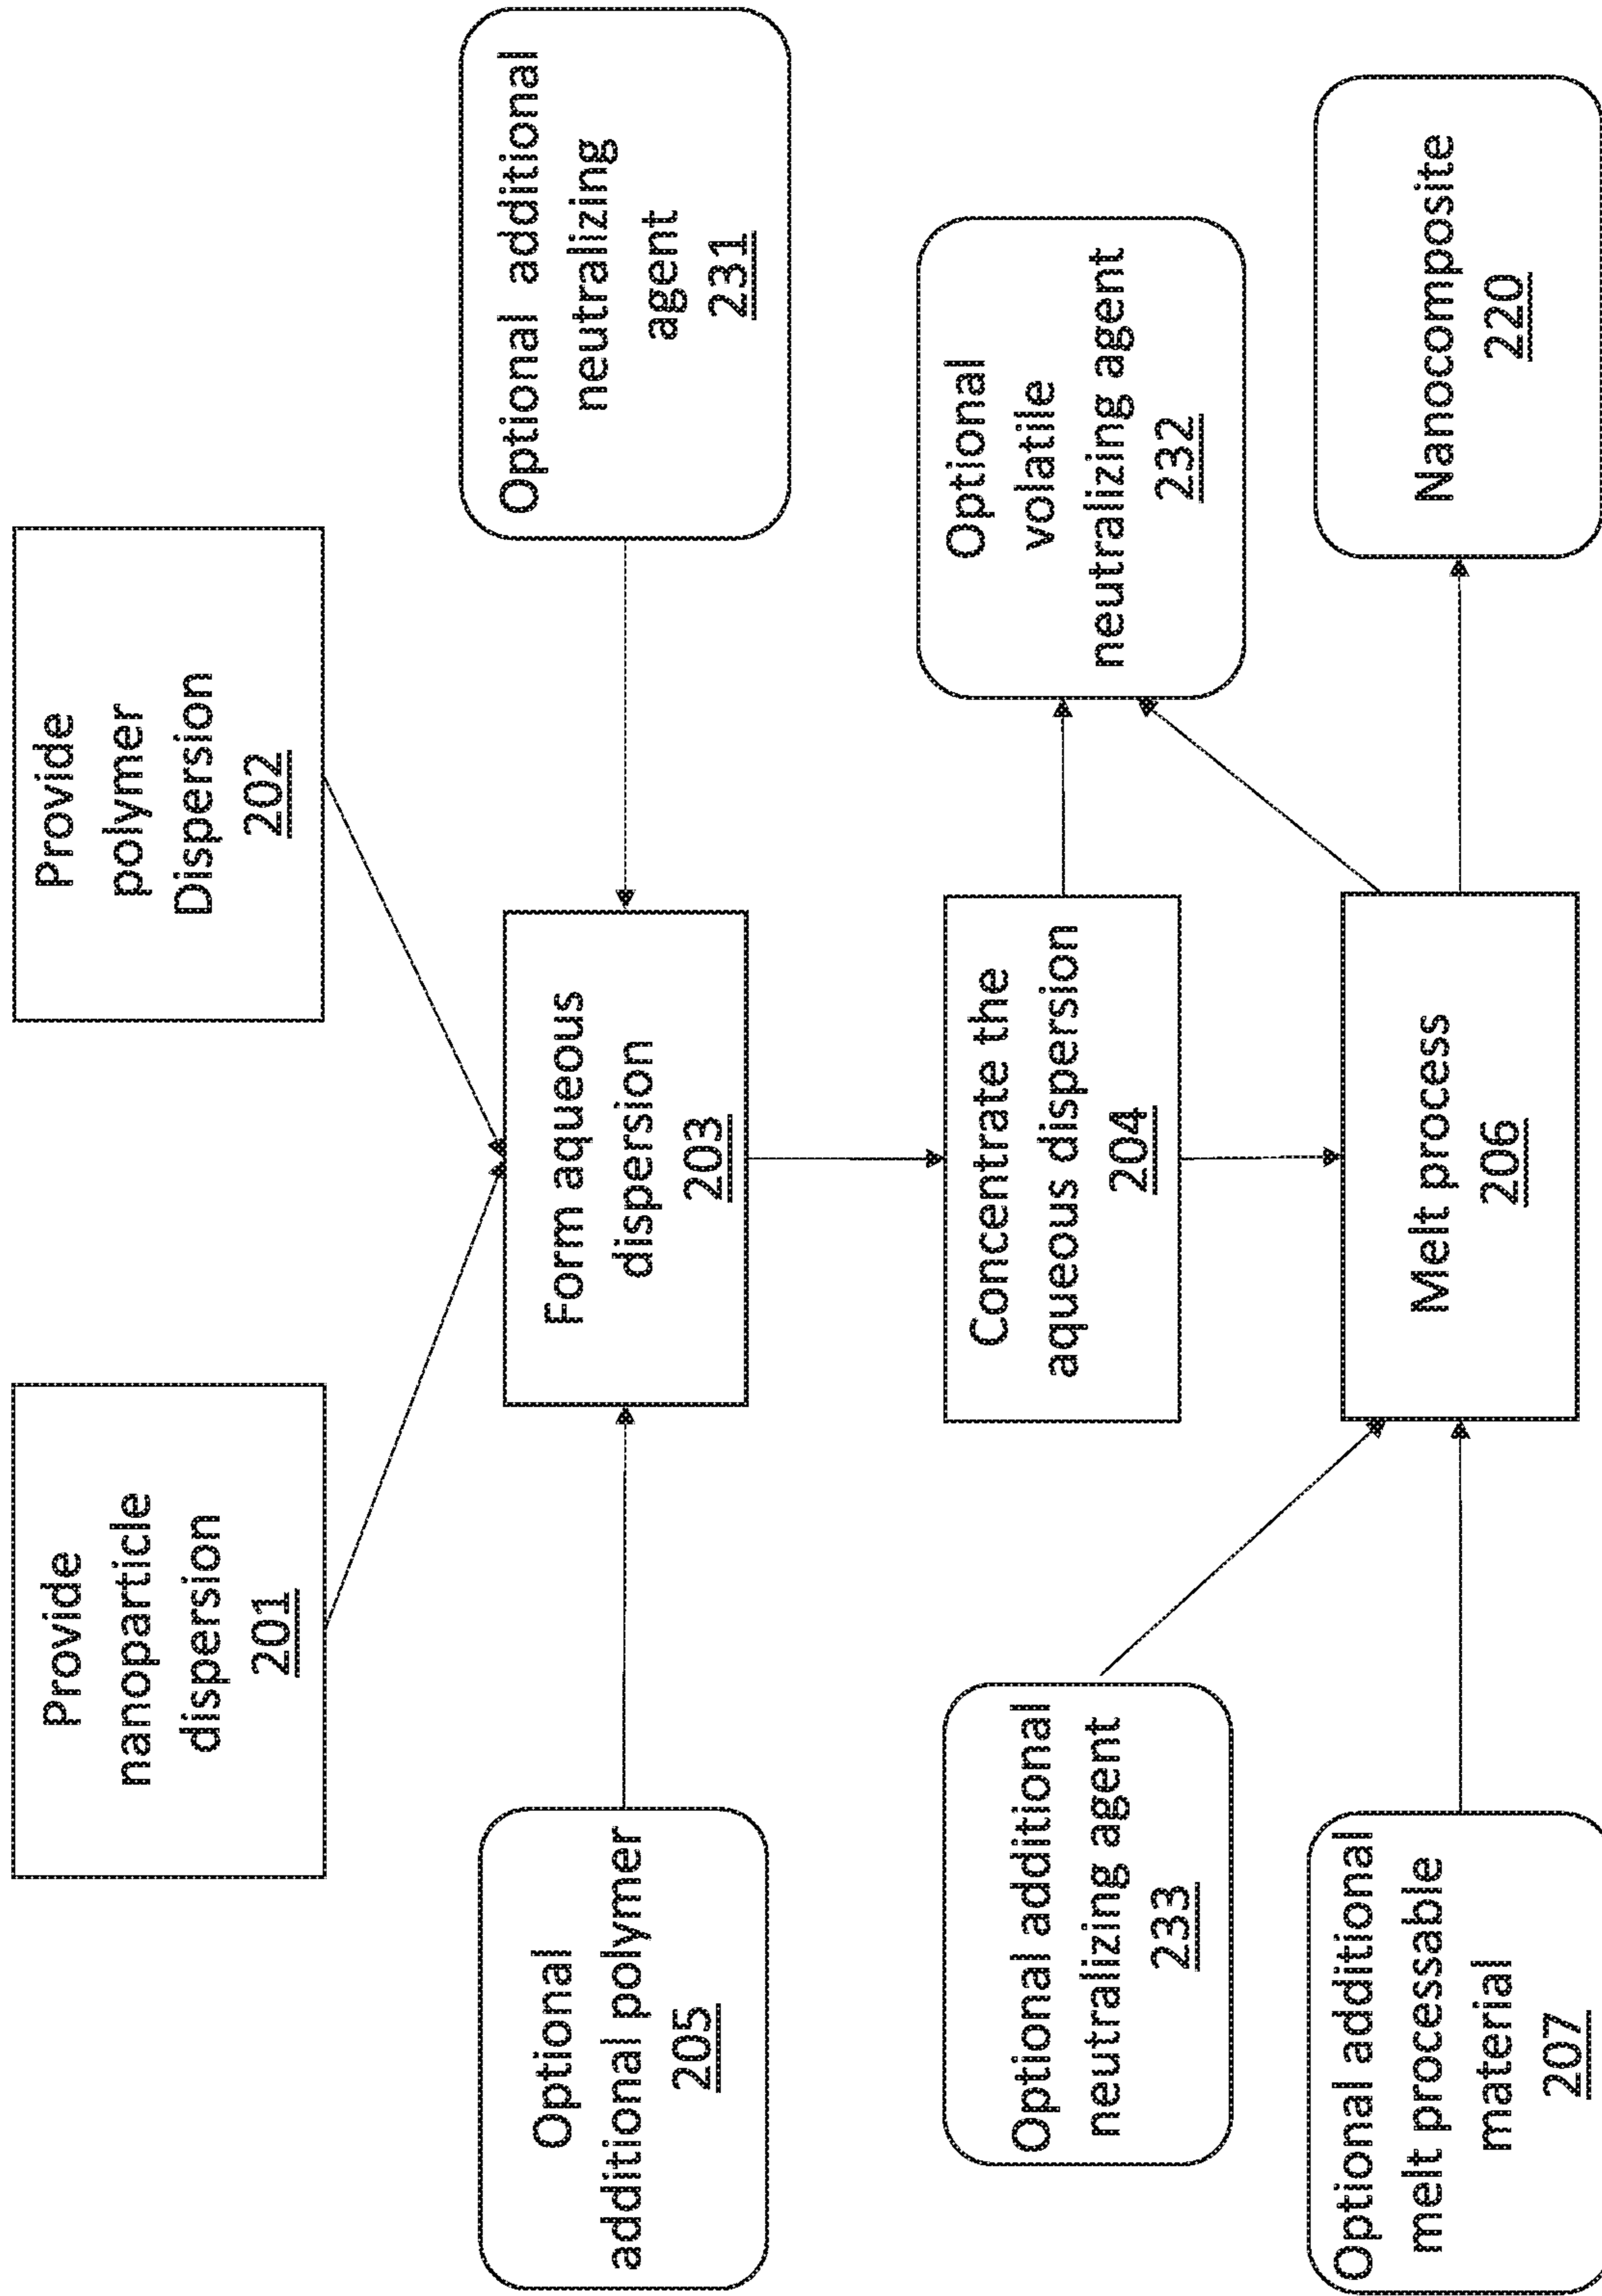 Provide
nanoparticle
dispersion
201
Provide
polymer
Dispersion
202
Optional
additional polymer
205
Form aqueous
dispersion
203
Optional additional
neutralizing
agent
231
Optional additional
neutralizing agent
233
Concentrate the
aqueous dispersion
204
Optional
volatile
neutralizing agent
232
Optional additional
melt processable
material
207
Melt process
206
Nanocomposite
220